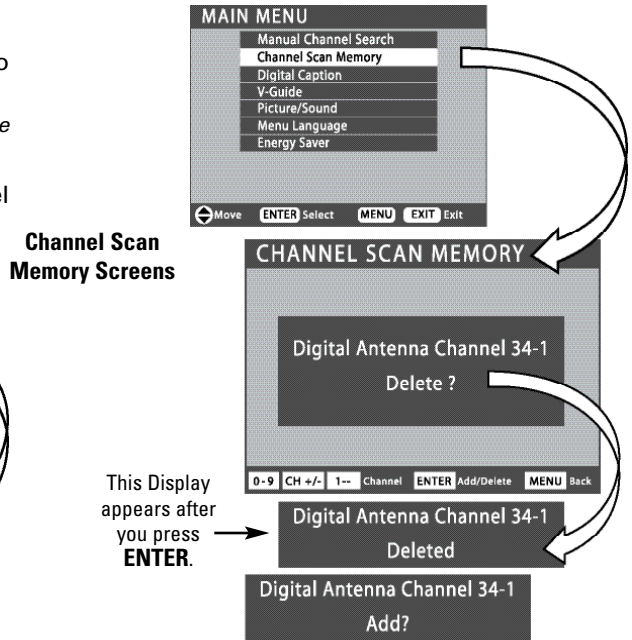 MAIN MENU
Manual Channel Search
Channel Scan Memory
Digital Caption
V-Guide
Picture/Sound
Menu Language
Energy Saver
Move ENTER Select MENU EXIT Exit
o
e
el
Channel Scan
Memory Screens
CHANNEL SCAN MEMORY
Digital Antenna Channel 34-1
Delete ?
0-9 CH +/- 1-- Channel ENTER Add/Delete MENU Back
This Display
appears after
you press
ENTER.
Digital Antenna Channel 34-1
Deleted
Digital Antenna Channel 34-1
Add?